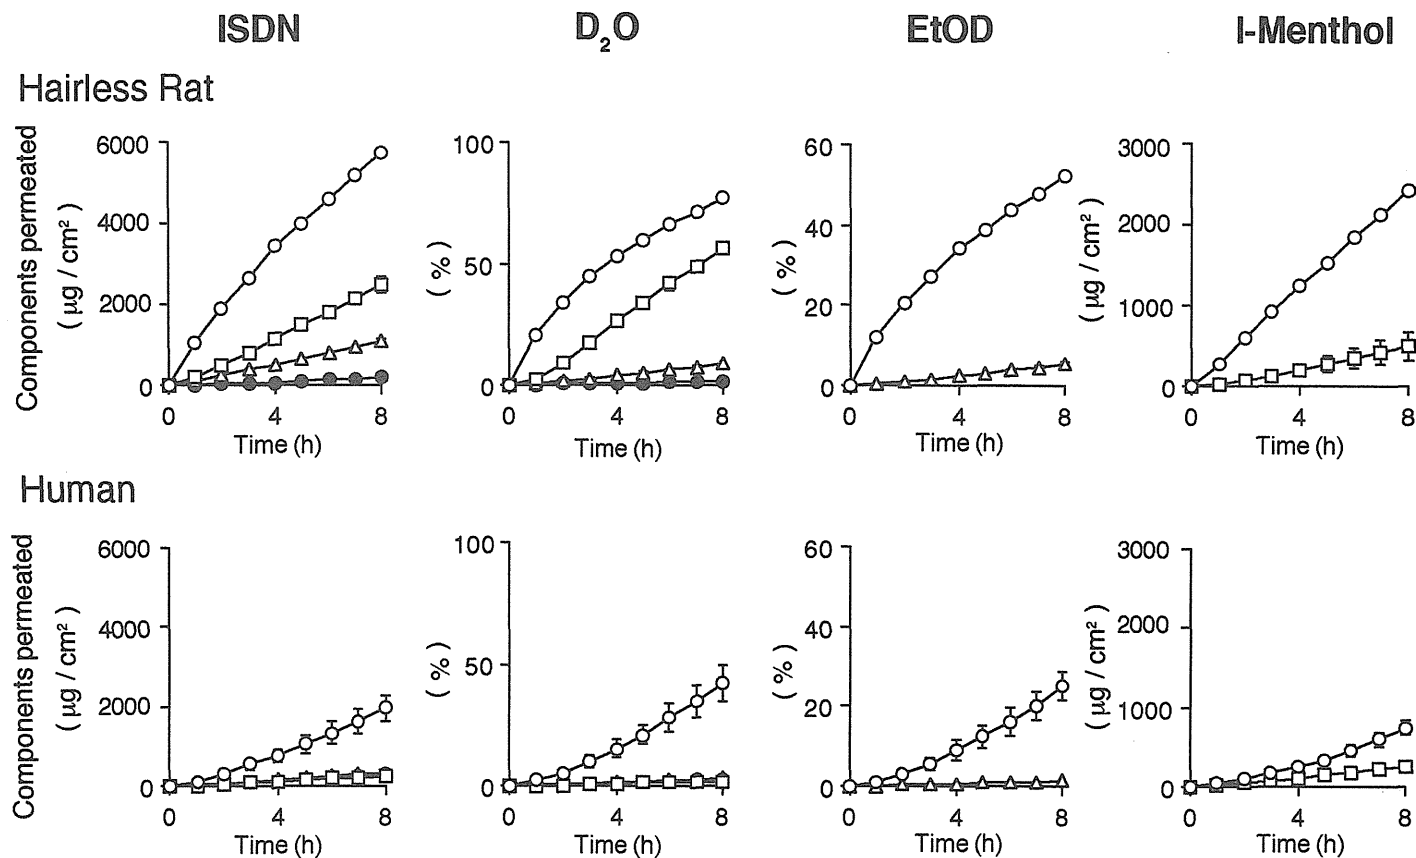 ISDN D₂O EtOD l-Menthol
Hairless Rat
Components permeated
( µg / cm² )
6000
4000
2000
0
0 4 8
Time (h)
( % )
100
50
0
0 4 8
Time (h)
( % )
60
40
20
0
0 4 8
Time (h)
( µg / cm² )
3000
2000
1000
0
0 4 8
Time (h)
Human
Components permeated
( µg / cm² )
6000
4000
2000
0
0 4 8
Time (h)
( % )
100
50
0
0 4 8
Time (h)
( % )
60
40
20
0
0 4 8
Time (h)
( µg / cm² )
3000
2000
1000
0
0 4 8
Time (h)